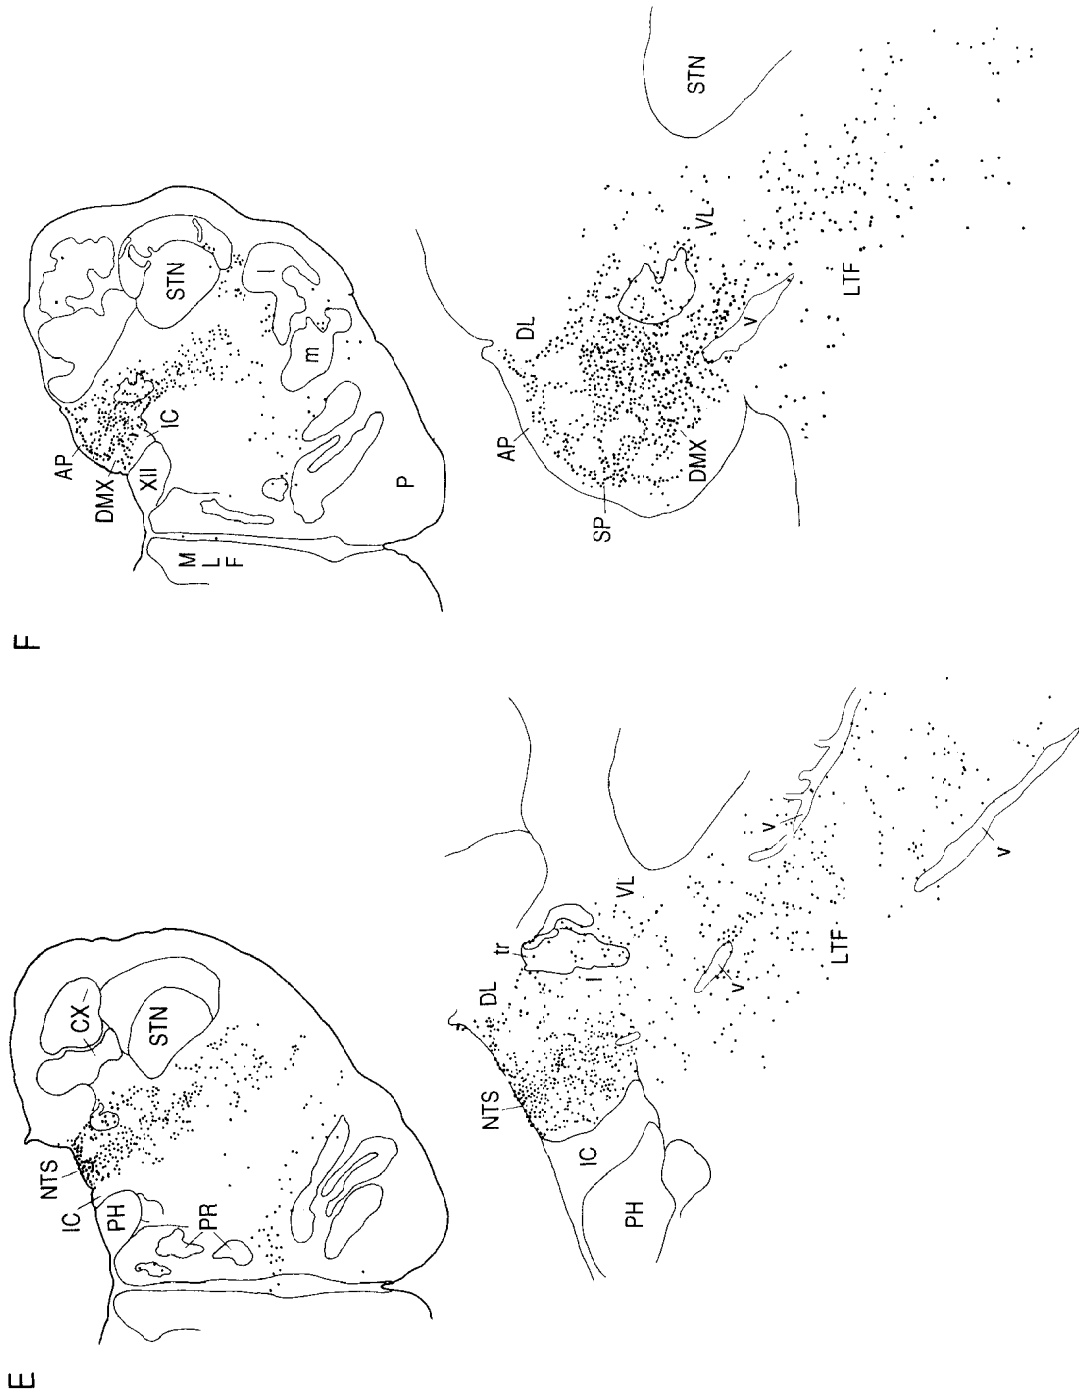 E
NTS
IC
PH
PR
CX
STN
NTS
IC
PH
DL
tr
l
VL
v
v
v
LTF
F
AP
DMX
XII
IC
M
L
F
STN
l
m
P
AP
SP
DL
DMX
VL
v
LTF
STN